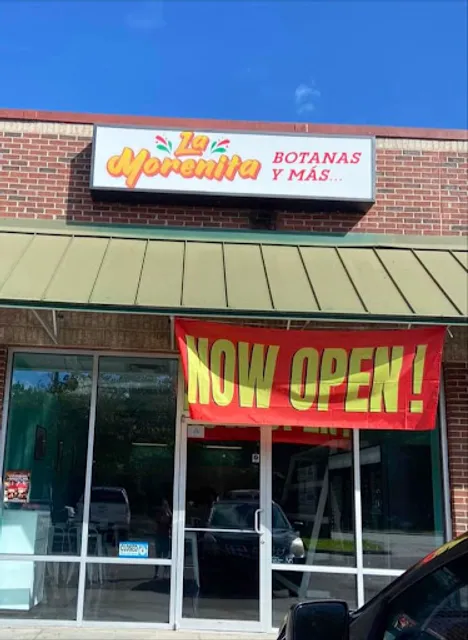 La
Morenita
BOTANAS
Y MÁS...
NOW OPEN!